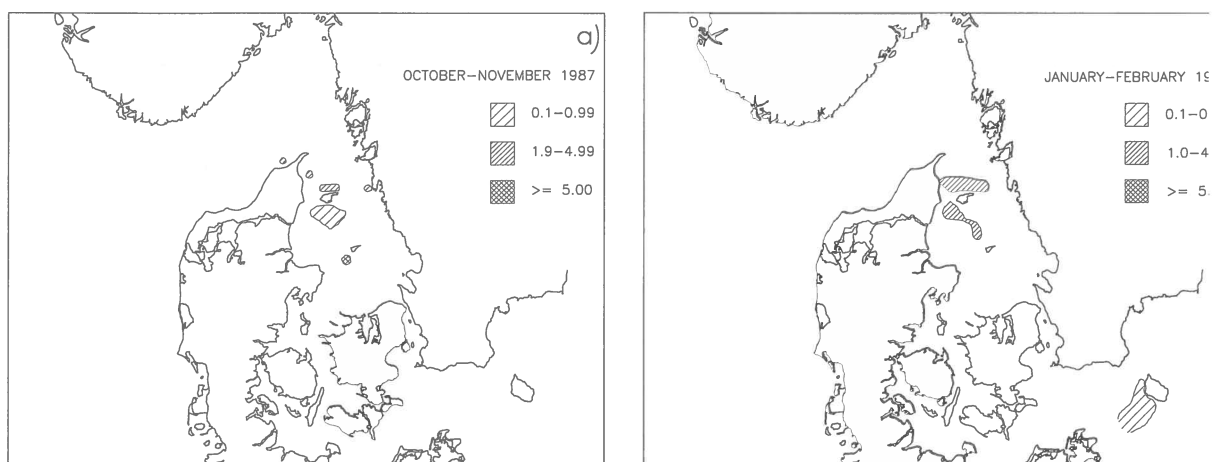 a)
OCTOBER-NOVEMBER 1987
0.1-0.99
1.9-4.99
>= 5.00
JANUARY-FEBRUARY 19
0.1-0
1.0-4
>= 5.